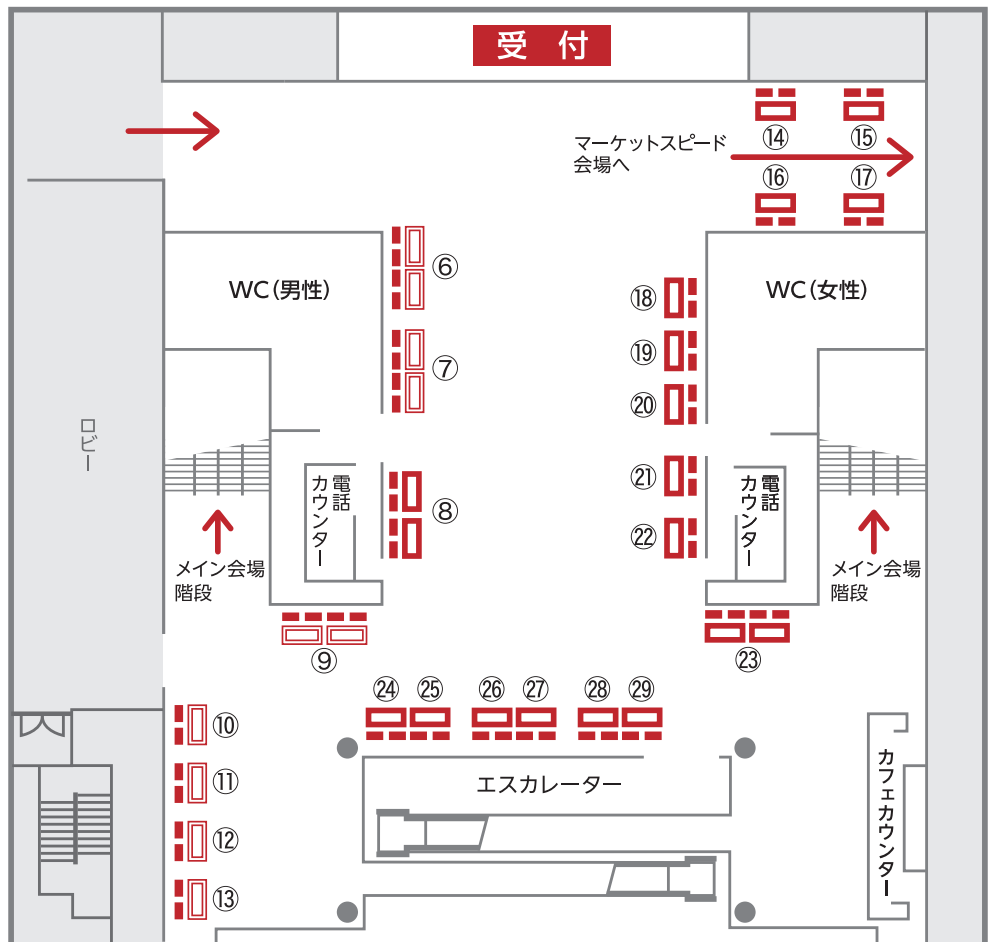 受 付
⑭
⑮
マーケットスピード
会場へ
⑯
⑰
⑥
WC(男性)
WC(女性)
⑱
⑲
⑦
⑳
ロビー
㉑
電話
カウンター
⑧
電話
カウンター
㉒
メイン会場
階段
メイン会場
階段
⑨
㉓
㉔
㉕
㉖
㉗
㉘
㉙
⑩
エスカレーター
カフェカウンター
⑪
⑫
⑬